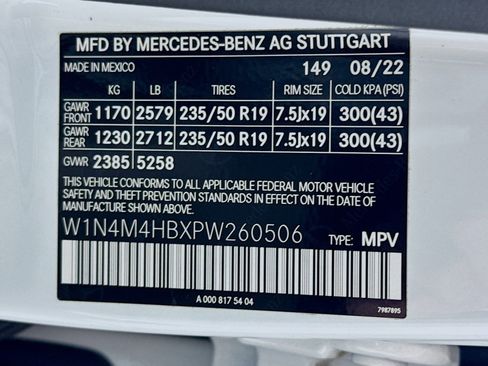 MFD BY MERCEDES-BENZ AG STUTTGART
MADE IN MEXICO 149 08/22
KG LB TIRES RIM SIZE COLD KPA(PSI)
GAWR FRONT 1170 2579 235/50 R19 7.5Jx19 300(43)
GAWR REAR 1230 2712 235/50 R19 7.5Jx19 300(43)
GVWR 2385 5258
THIS VEHICLE CONFORMS TO ALL APPLICABLE FEDERAL MOTOR VEHICLE
SAFETY AND THEFT PREVENTION STANDARDS IN EFFECT ON THE DATE
OF MANUFACTURE SHOWN ABOVE.
W1N4M4HBXPW260506 TYPE: MPV
A 000 817 54 04
7987895